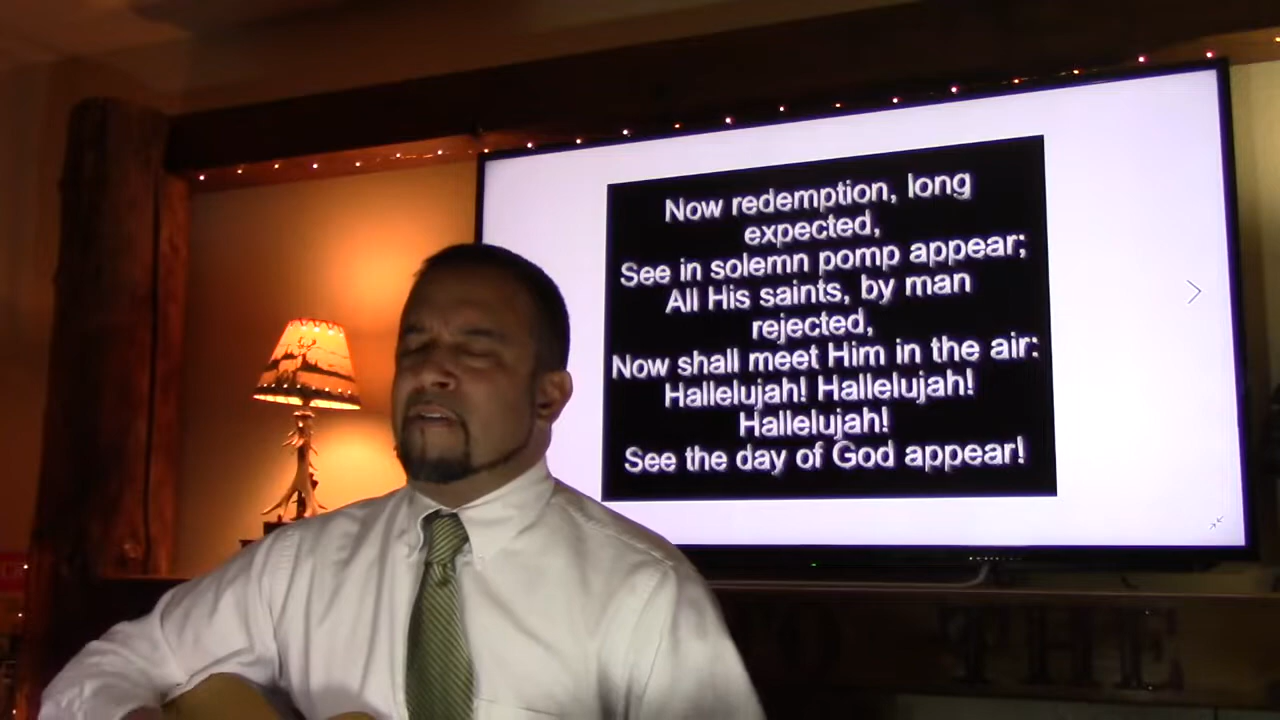 Now redemption, long
expected,
See in solemn pomp appear;
All His saints, by man
rejected,
Now shall meet Him in the air:
Hallelujah! Hallelujah!
Hallelujah!
See the day of God appear!
THE